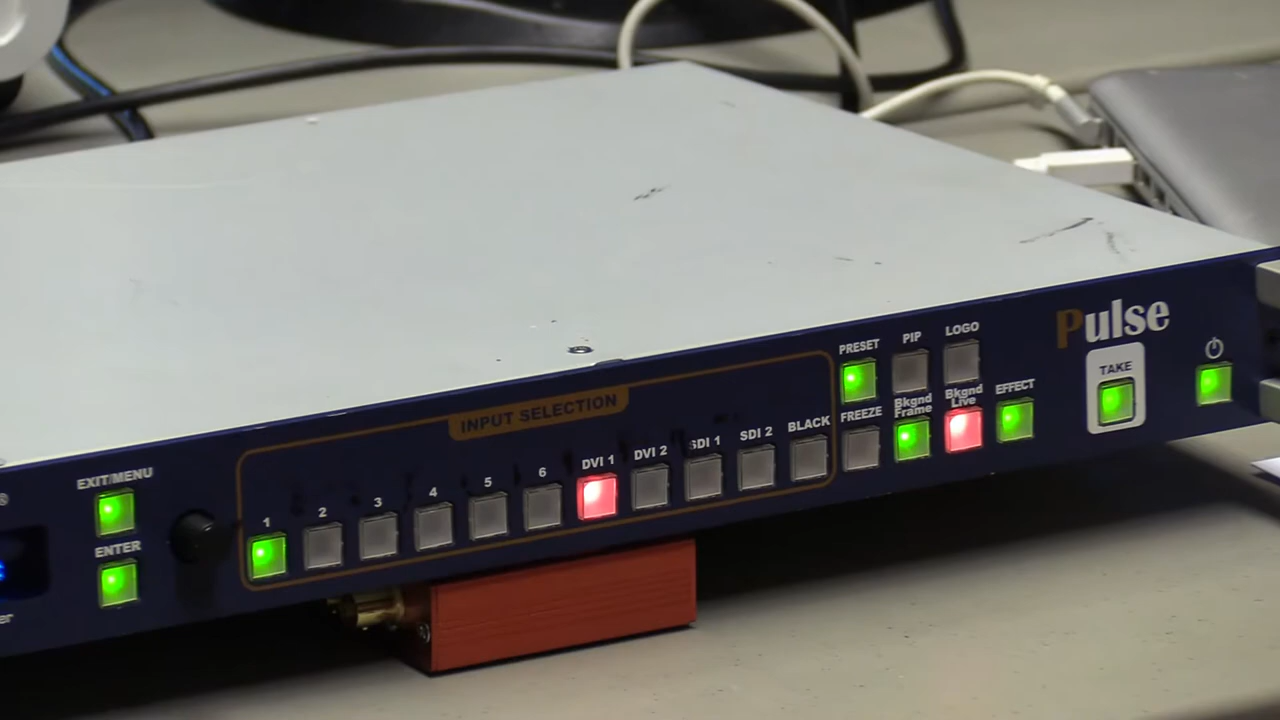 EXIT/MENU
ENTER
INPUT SELECTION
1
2
3
4
5
6
DVI 1
DVI 2
SDI 1
SDI 2
BLACK
PRESET
PIP
LOGO
FREEZE
Bkgnd
Frame
Bkgnd
Live
EFFECT
Pulse
TAKE
er
®